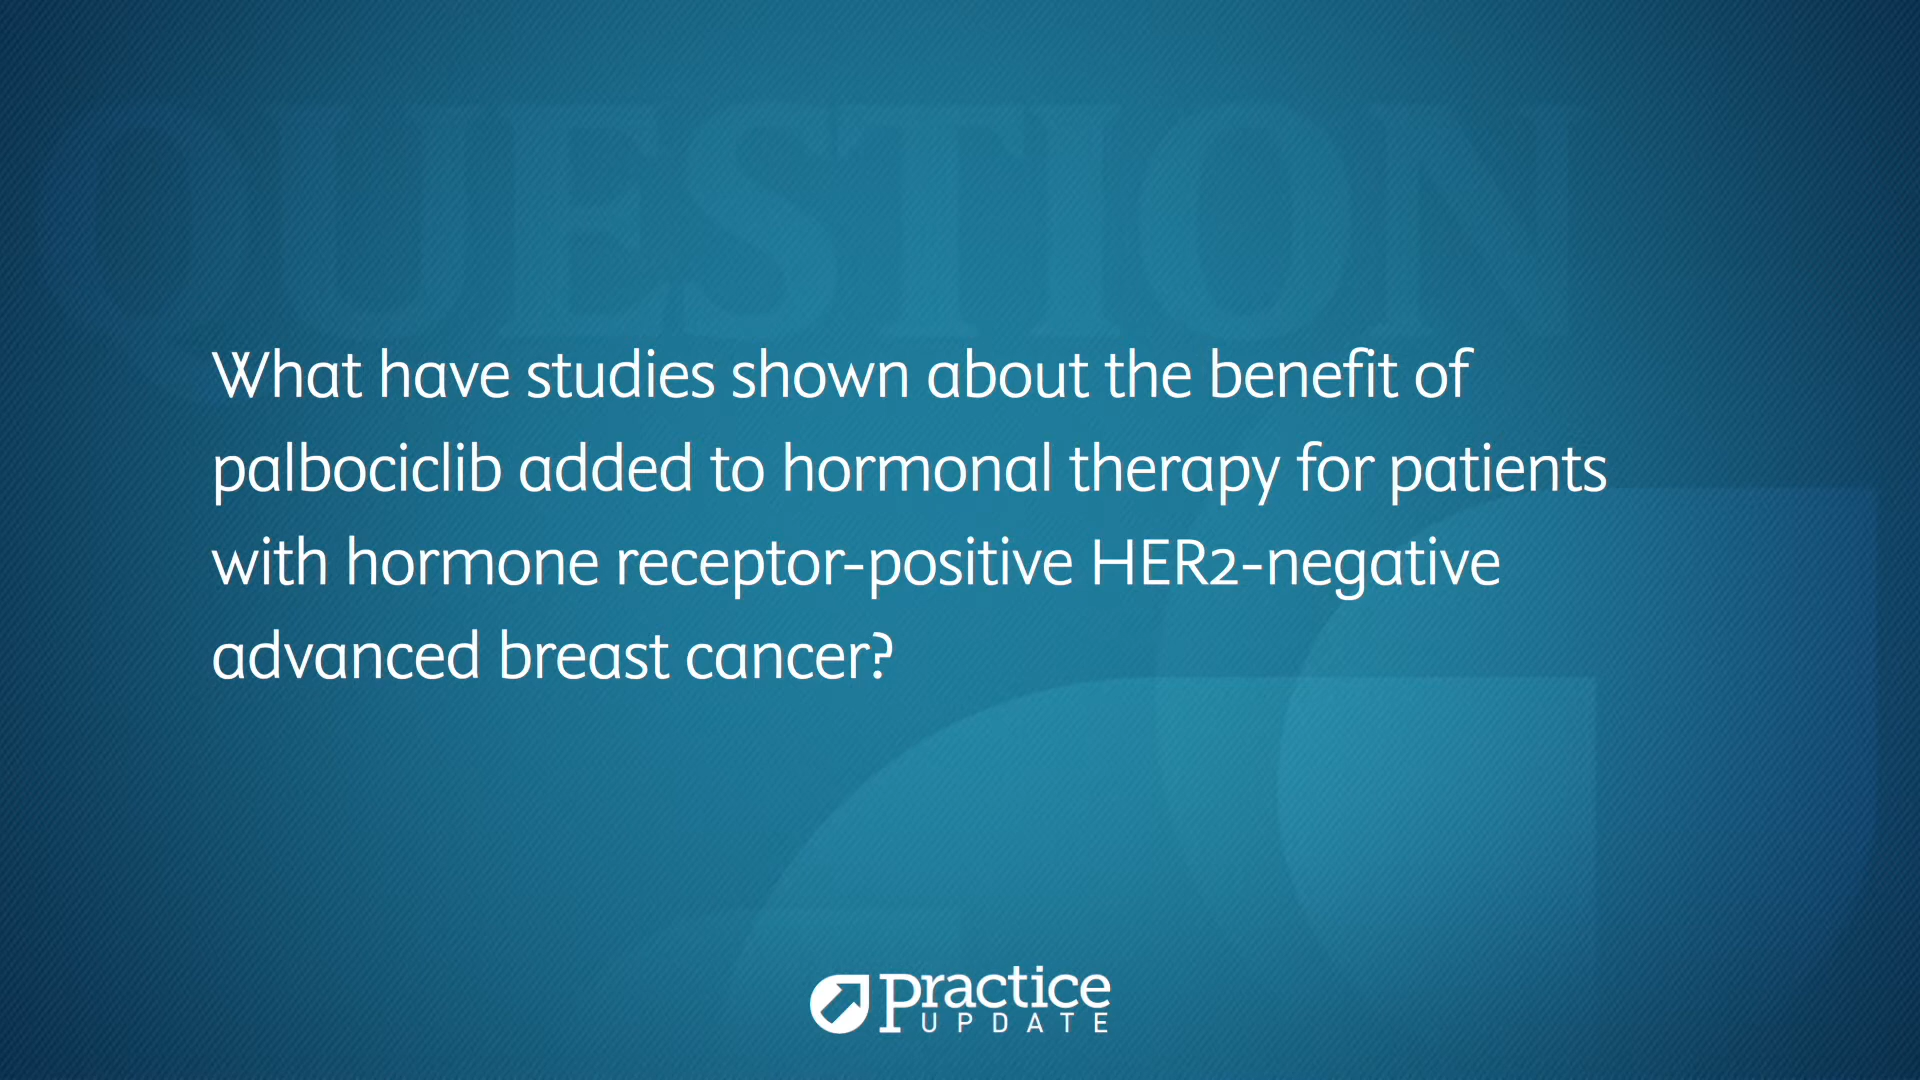 QUESTION
What have studies shown about the benefit of
palbociclib added to hormonal therapy for patients
with hormone receptor-positive HER2-negative
advanced breast cancer?
Practice
UPDATE